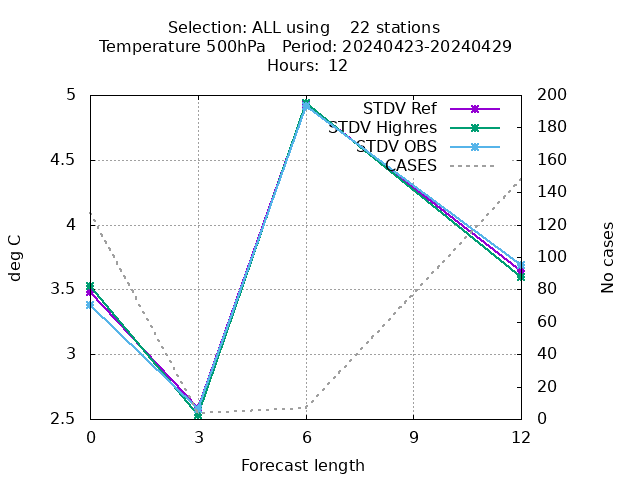 Selection: ALL using    22 stations
Temperature 500hPa   Period: 20240423-20240429
Hours:  12
STDV Ref
STDV Highres
STDV OBS
CASES
deg C
5
4.5
4
3.5
3
2.5
200
180
160
140
120
100
80
60
40
20
0
No cases
0 3 6 9 12
Forecast length